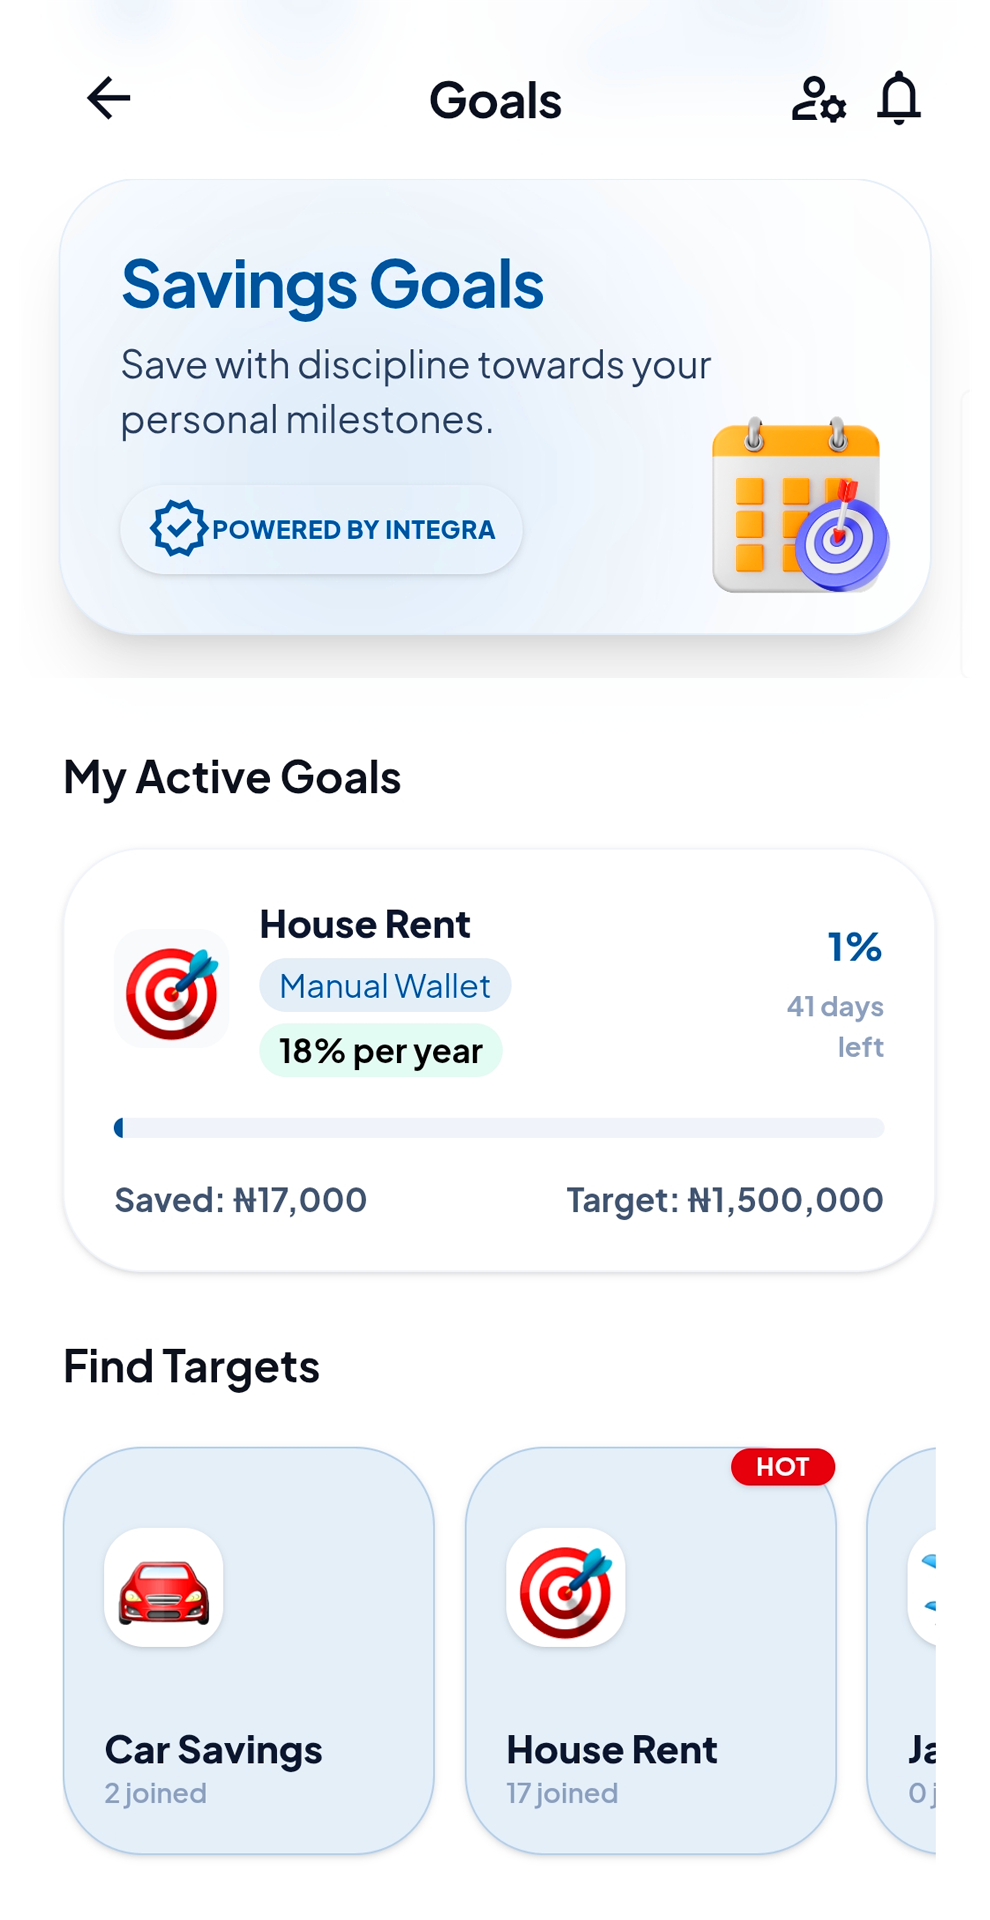 Goals
Savings Goals
Save with discipline towards your
personal milestones.
POWERED BY INTEGRA
My Active Goals
House Rent
Manual Wallet
18% per year
1%
41 days
left
Saved: ₦17,000
Target: ₦1,500,000
Find Targets
Car Savings
2 joined
HOT
House Rent
17 joined
Ja
0 j